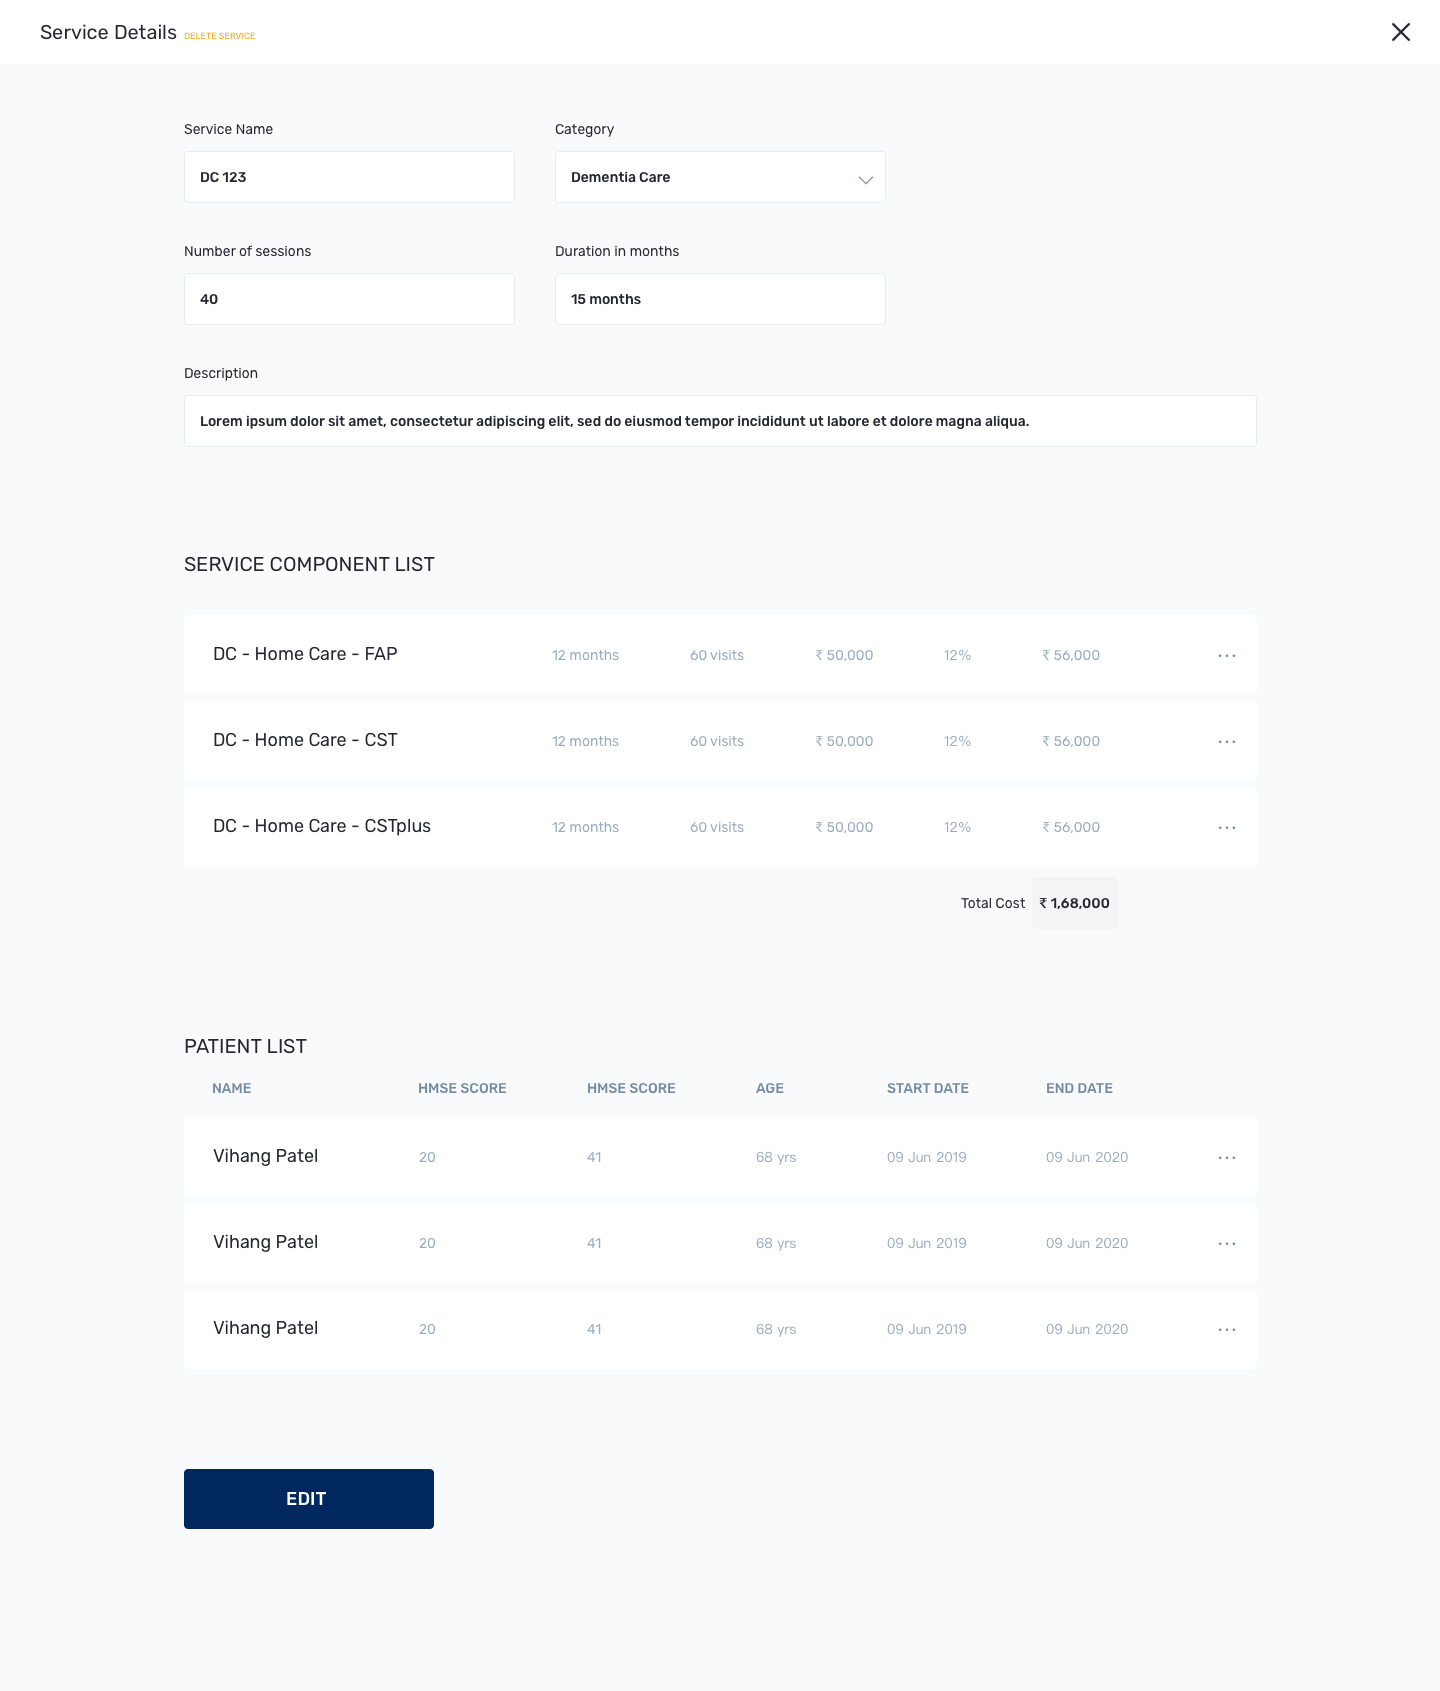 Service Details DELETE SERVICE
Service Name Category
DC 123 Dementia Care
Number of sessions Duration in months
40 15 months
Description
Lorem ipsum dolor sit amet, consectetur adipiscing elit, sed do eiusmod tempor incididunt ut labore et dolore magna aliqua.
SERVICE COMPONENT LIST
DC - Home Care - FAP 12 months 60 visits ₹ 50,000 12% ₹ 56,000
DC - Home Care - CST 12 months 60 visits ₹ 50,000 12% ₹ 56,000
DC - Home Care - CSTplus 12 months 60 visits ₹ 50,000 12% ₹ 56,000
Total Cost ₹ 1,68,000
PATIENT LIST
NAME HMSE SCORE HMSE SCORE AGE START DATE END DATE
Vihang Patel 20 41 68 yrs 09 Jun 2019 09 Jun 2020
Vihang Patel 20 41 68 yrs 09 Jun 2019 09 Jun 2020
Vihang Patel 20 41 68 yrs 09 Jun 2019 09 Jun 2020
EDIT